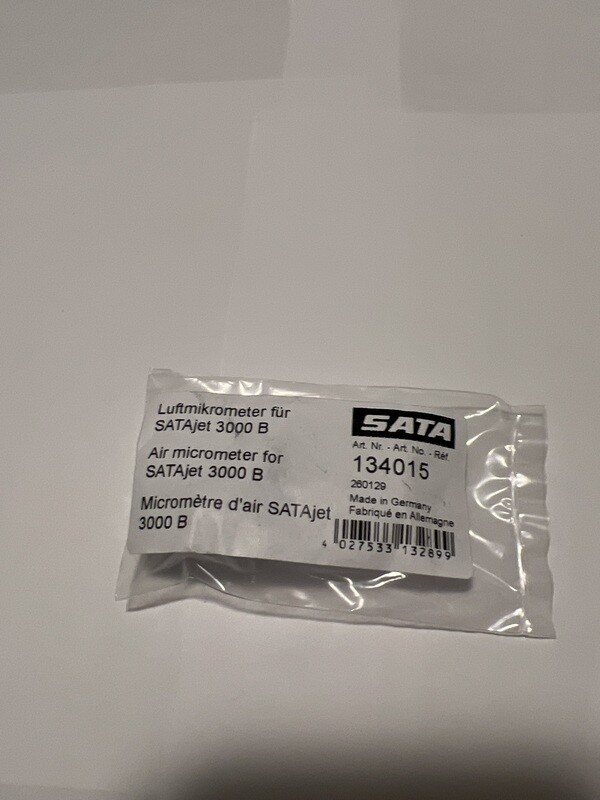 Luftmikrometer für
SATAjet 3000 B
Air micrometer for
SATAjet 3000 B
Micromètre d'air SATAjet
3000 B
SATA
Art. Nr. - Art. No. - Réf.
134015
260129
Made in Germany
Fabriqué en Allemagne
4 027533 132899